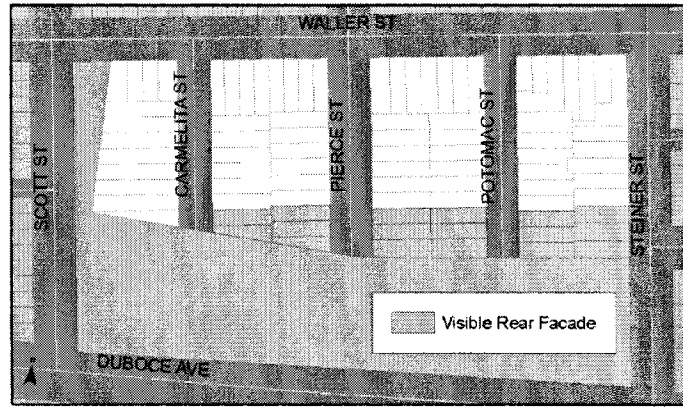 WALLER ST
SCOTT ST
CARMELITA ST
PIERCE ST
POTOMAC ST
STEINER ST
Visible Rear Facade
DUBOCE AVE